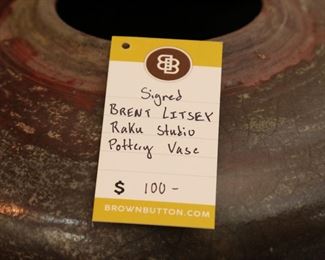 BB
Signed
BRENT LITSEY
Raku Studio
Pottery Vase
$ 100-
BROWNBUTTON.COM